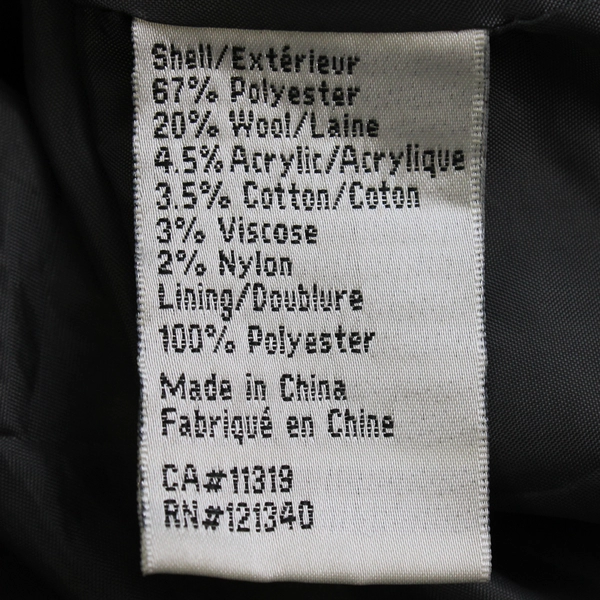 Shell/Extérieur
67% Polyester
20% Wool/Laine
4.5% Acrylic/Acrylique
3.5% Cotton/Coton
3% Viscose
2% Nylon
Lining/Doublure
100% Polyester
Made in China
Fabriqué en Chine
CA#11319
RN#121340